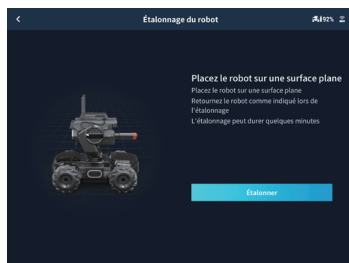 Étalonnage du robot
92%
Placez le robot sur une surface plane
Placez le robot sur une surface plane
Retournez le robot comme indiqué lors de
l'étalonnage
L'étalonnage peut durer quelques minutes
Étalonner